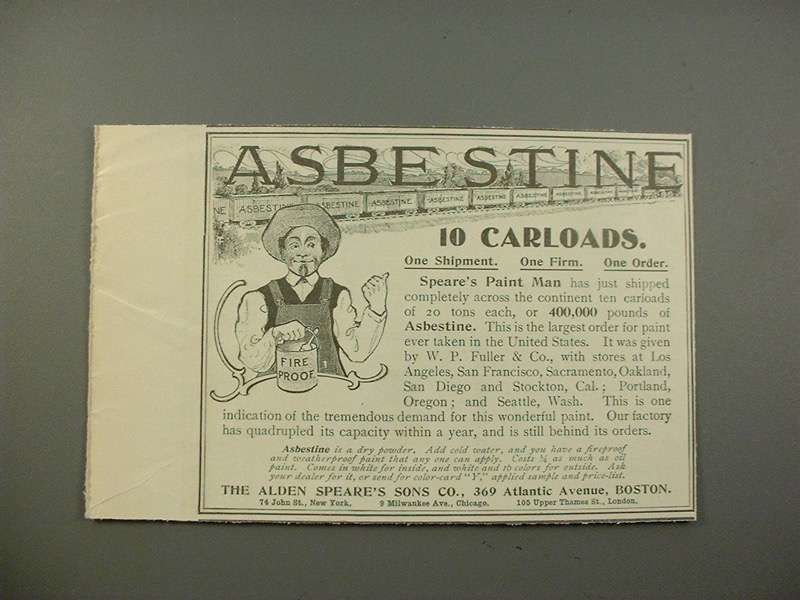 ASBESTINE
NE ASBESTINE ASBESTINE ASBESTINE ASBESTINE ASBESTINE ASBESTINE ASBESTINE
10 CARLOADS.
One Shipment. One Firm. One Order.
Speare's Paint Man has just shipped
completely across the continent ten carloads
of 20 tons each, or 400,000 pounds of
Asbestine. This is the largest order for paint
ever taken in the United States. It was given
by W. P. Fuller & Co., with stores at Los
Angeles, San Francisco, Sacramento, Oakland,
San Diego and Stockton, Cal.; Portland,
Oregon; and Seattle, Wash. This is one
FIRE
PROOF
indication of the tremendous demand for this wonderful paint. Our factory
has quadrupled its capacity within a year, and is still behind its orders.
Asbestine is a dry powder. Add cold water, and you have a fireproof
and weatherproof paint that any one can apply. Costs ¼ as much as oil
paint. Comes in white for inside, and white and 16 colors for outside. Ask
your dealer for it, or send for color-card "Y," applied sample and price-list.
THE ALDEN SPEARE'S SONS CO., 369 Atlantic Avenue, BOSTON.
74 John St., New York. 9 Milwaukee Ave., Chicago. 105 Upper Thames St., London.